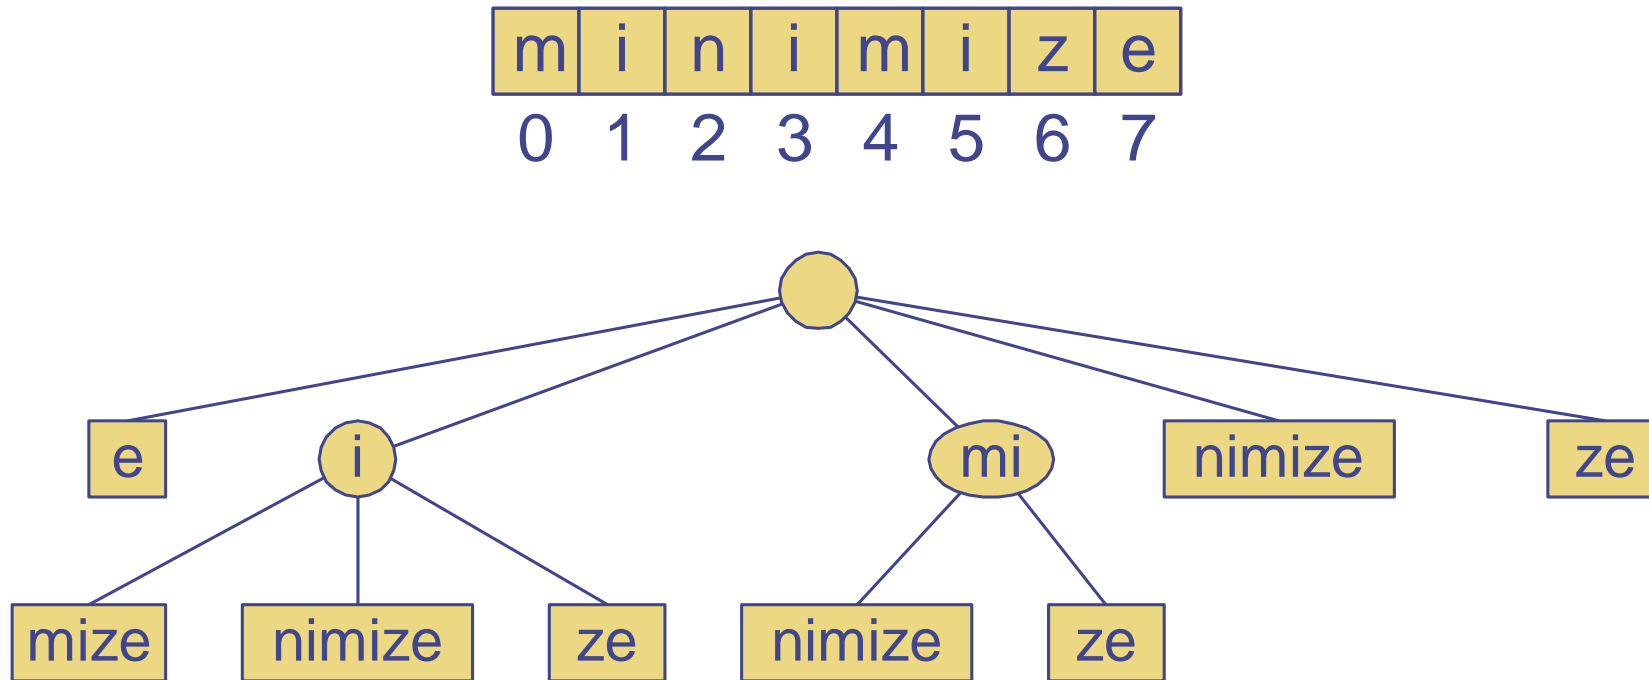 m i n i m i z e
0 1 2 3 4 5 6 7
e i mi nimize ze
mize nimize ze nimize ze